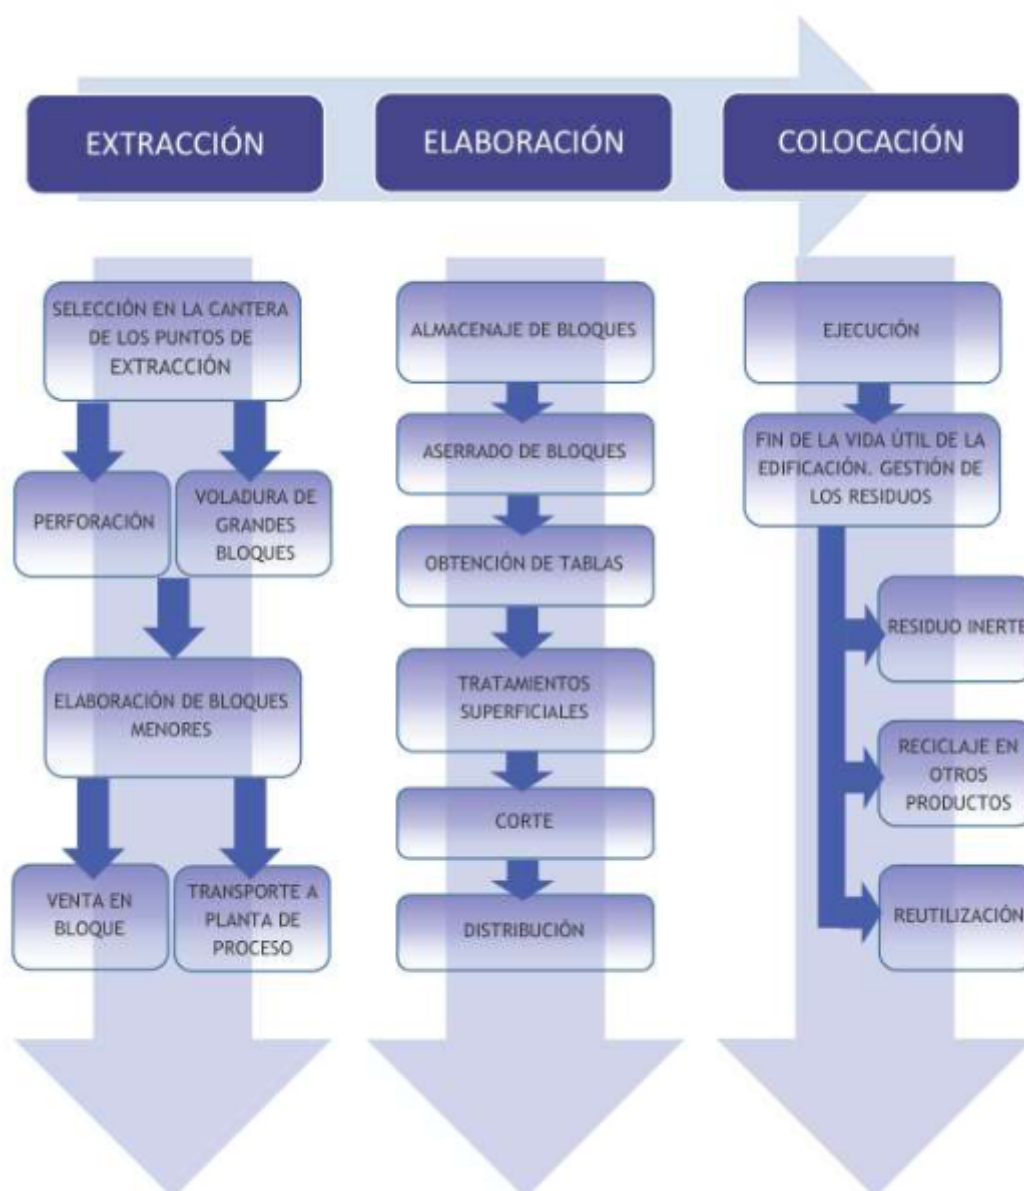 EXTRACCIÓN
ELABORACIÓN
COLOCACIÓN
SELECCIÓN EN LA CANTERA
DE LOS PUNTOS DE
EXTRACCIÓN
PERFORACIÓN
VOLADURA DE
GRANDES
BLOQUES
ELABORACIÓN DE BLOQUES
MENORES
VENTA EN
BLOQUE
TRANSPORTE A
PLANTA DE
PROCESO
ALMACENAJE DE BLOQUES
ASERRADO DE BLOQUES
OBTENCIÓN DE TABLAS
TRATAMIENTOS
SUPERFICIALES
CORTE
DISTRIBUCIÓN
EJECUCIÓN
FIN DE LA VIDA ÚTIL DE LA
EDIFICACIÓN. GESTIÓN DE
LOS RESIDUOS
RESIDUO INERTE
RECICLAJE EN
OTROS
PRODUCTOS
REUTILIZACIÓN